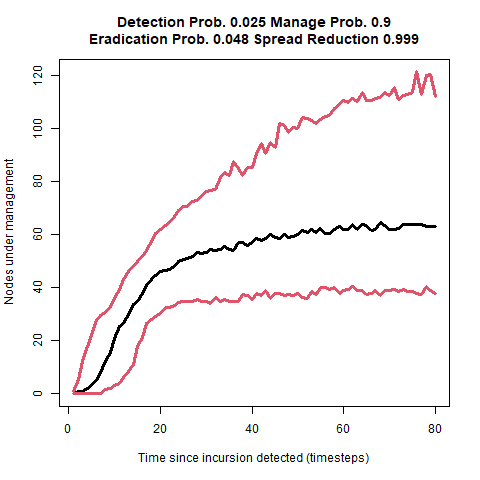 Detection Prob. 0.025 Manage Prob. 0.9
Eradication Prob. 0.048 Spread Reduction 0.999
Nodes under management
120
100
80
60
40
20
0
0 20 40 60 80
Time since incursion detected (timesteps)